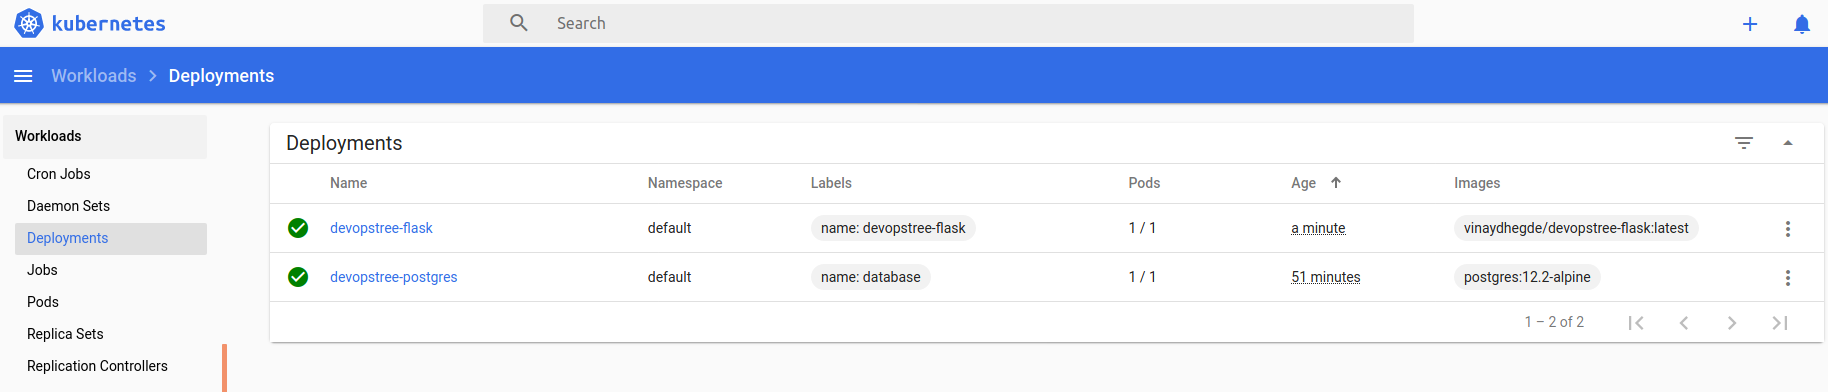 kubernetes
Search
Workloads > Deployments
Workloads
Cron Jobs
Daemon Sets
Deployments
Jobs
Pods
Replica Sets
Replication Controllers
Deployments
Name Namespace Labels Pods Age Images
devopstree-flask default name: devopstree-flask 1 / 1 a minute vinaydhegde/devopstree-flask:latest
devopstree-postgres default name: database 1 / 1 51 minutes postgres:12.2-alpine
1 – 2 of 2